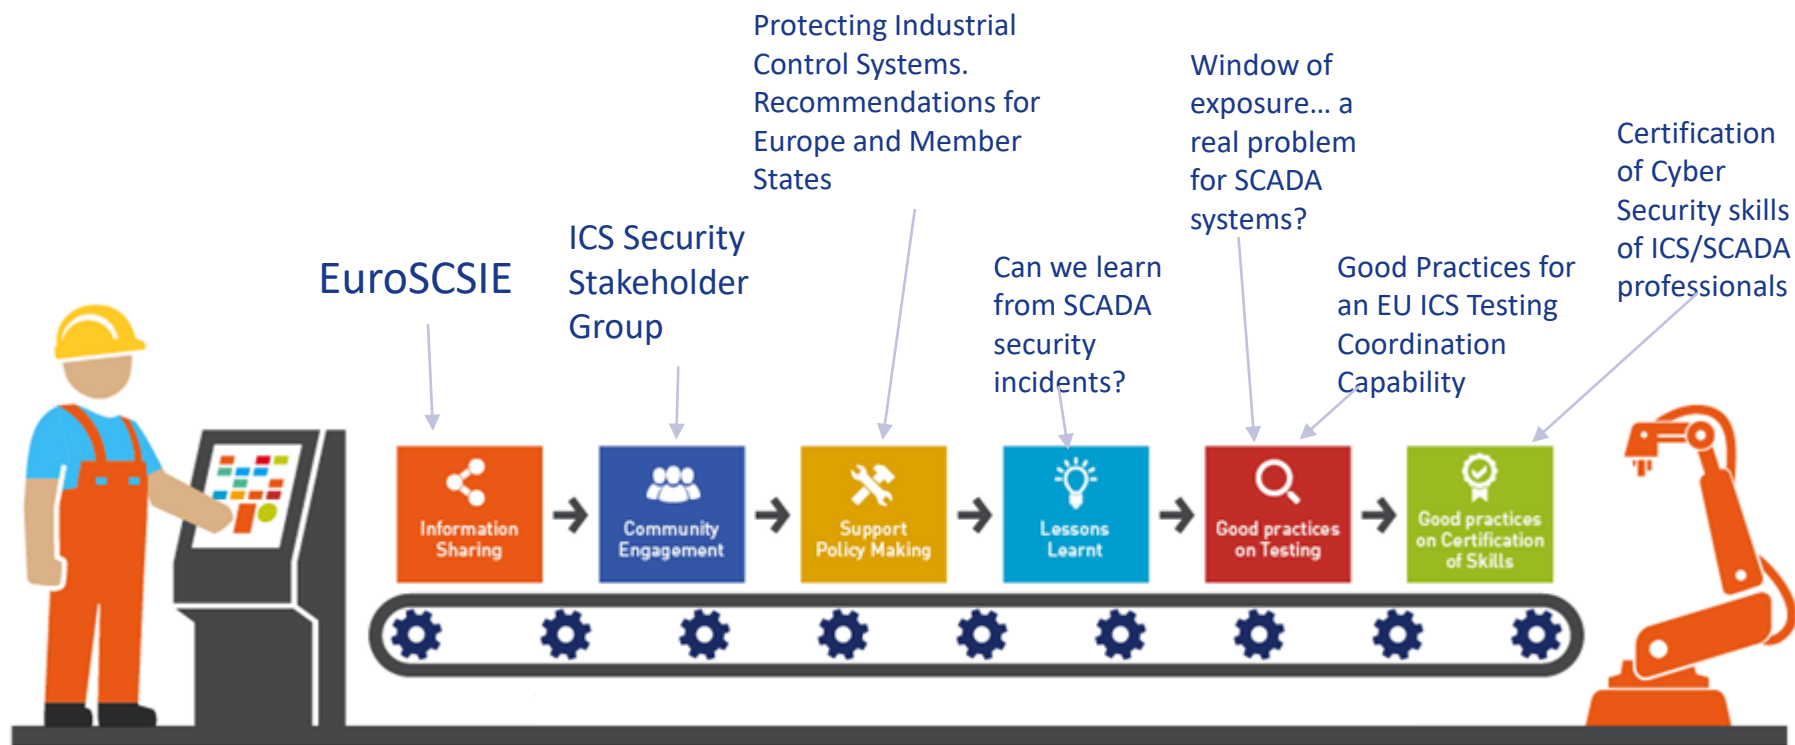 Protecting Industrial
Control Systems.
Recommendations for
Europe and Member
States
Window of
exposure... a
real problem
for SCADA
systems?
Certification
of Cyber
Security skills
of ICS/SCADA
professionals
EuroSCSIE
ICS Security
Stakeholder
Group
Can we learn
from SCADA
security
incidents?
Good Practices for
an EU ICS Testing
Coordination
Capability
Information
Sharing
Community
Engagement
Support
Policy Making
Lessons
Learnt
Good practices
on Testing
Good practices
on Certification
of Skills